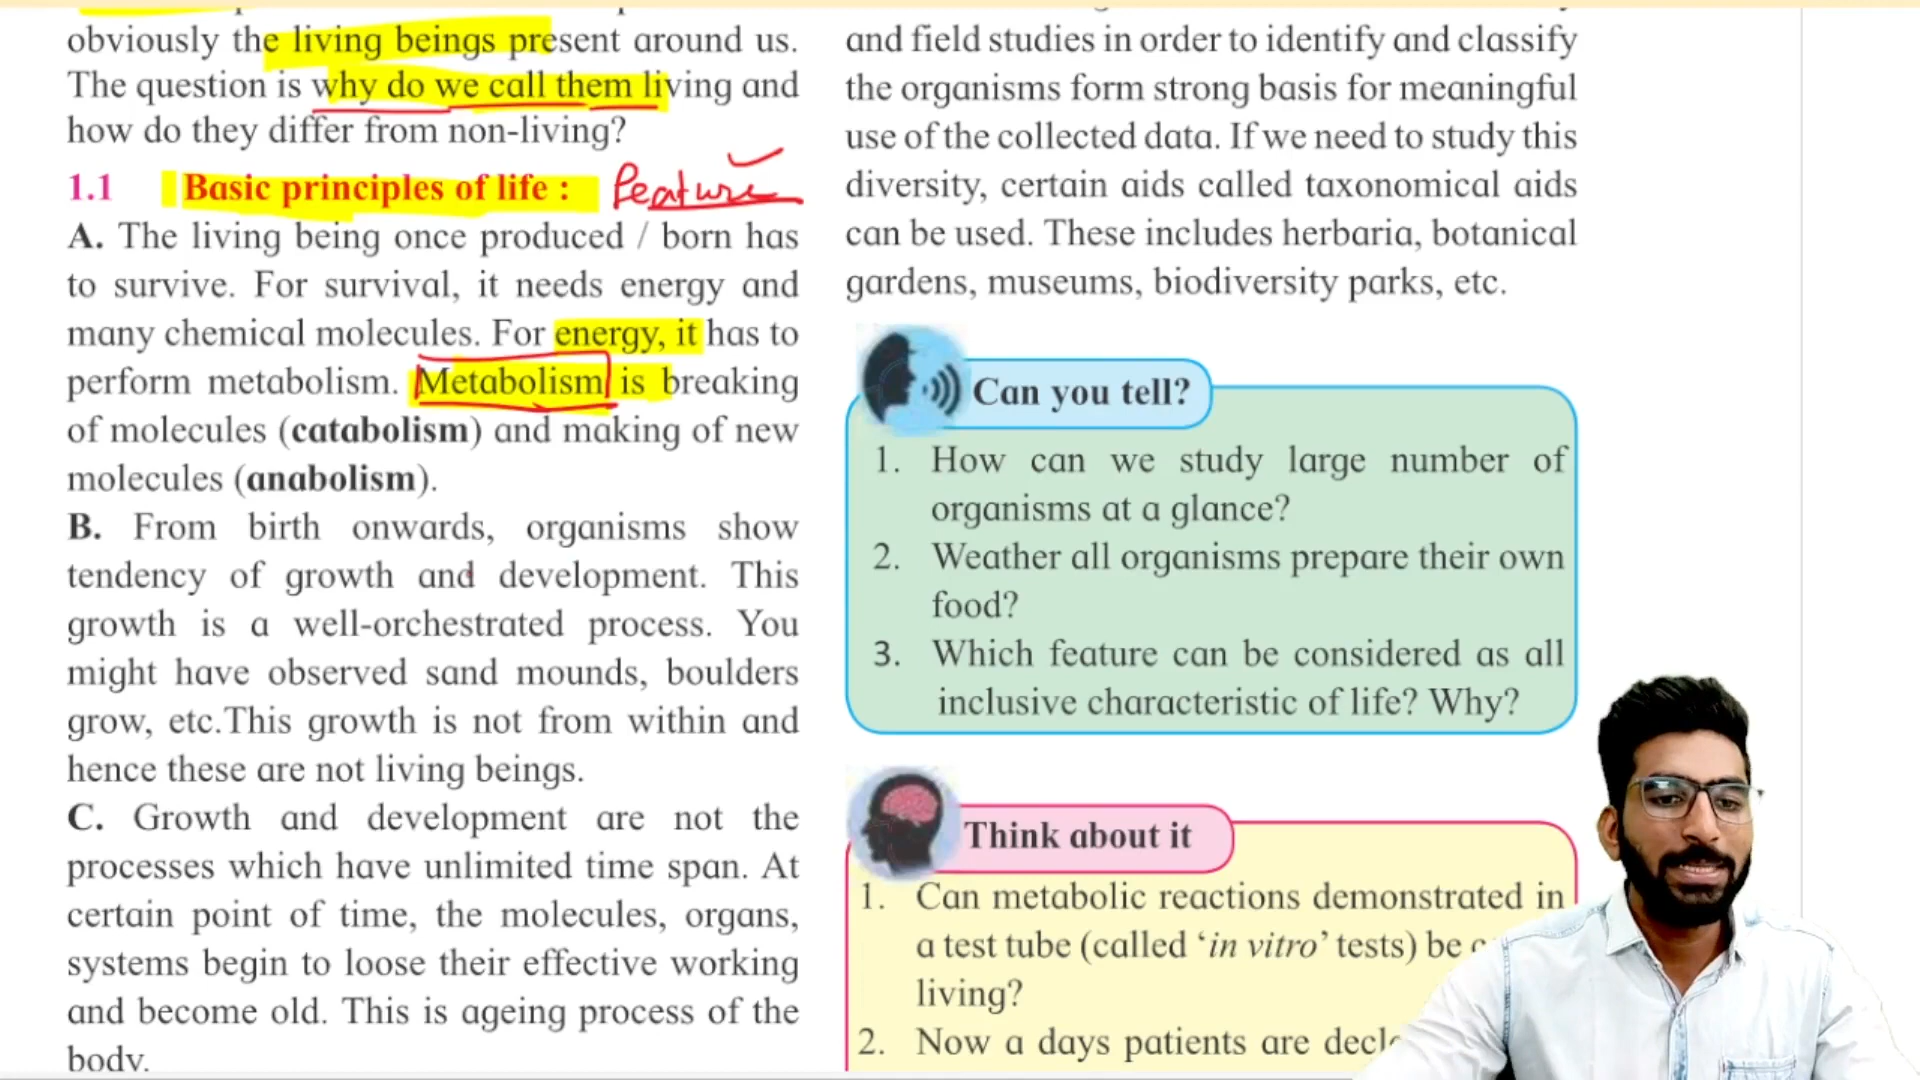 obviously the living beings present around us.
The question is why do we call them living and
how do they differ from non-living?
1.1 Basic principles of life : Feature
A. The living being once produced / born has
to survive. For survival, it needs energy and
many chemical molecules. For energy, it has to
perform metabolism. Metabolism is breaking
of molecules (catabolism) and making of new
molecules (anabolism).
B. From birth onwards, organisms show
tendency of growth and development. This
growth is a well-orchestrated process. You
might have observed sand mounds, boulders
grow, etc.This growth is not from within and
hence these are not living beings.
C. Growth and development are not the
processes which have unlimited time span. At
certain point of time, the molecules, organs,
systems begin to loose their effective working
and become old. This is ageing process of the
body.
and field studies in order to identify and classify
the organisms form strong basis for meaningful
use of the collected data. If we need to study this
diversity, certain aids called taxonomical aids
can be used. These includes herbaria, botanical
gardens, museums, biodiversity parks, etc.
Can you tell?
1. How can we study large number of
organisms at a glance?
2. Weather all organisms prepare their own
food?
3. Which feature can be considered as all
inclusive characteristic of life? Why?
Think about it
1. Can metabolic reactions demonstrated in
a test tube (called ‘in vitro’ tests) be
living?
2. Now a days patients are